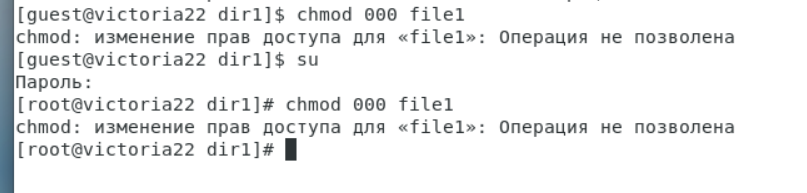 [guest@victoria22 dir1]$ chmod 000 file1
chmod: изменение прав доступа для «file1»: Операция не позволена
[guest@victoria22 dir1]$ su
Пароль:
[root@victoria22 dir1]# chmod 000 file1
chmod: изменение прав доступа для «file1»: Операция не позволена
[root@victoria22 dir1]#